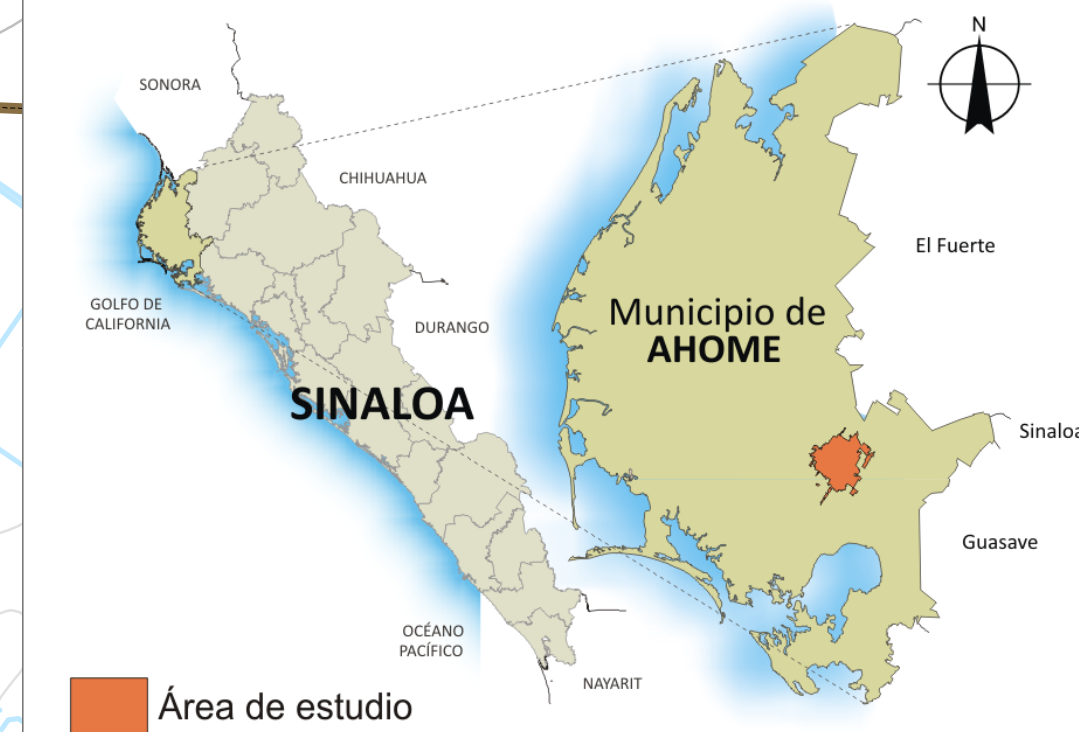 N
SONORA
CHIHUAHUA
El Fuerte
GOLFO DE
CALIFORNIA
DURANGO
Municipio de
AHOME
SINALOA
Sinaloa
Guasave
OCÉANO
PACÍFICO
NAYARIT
Área de estudio